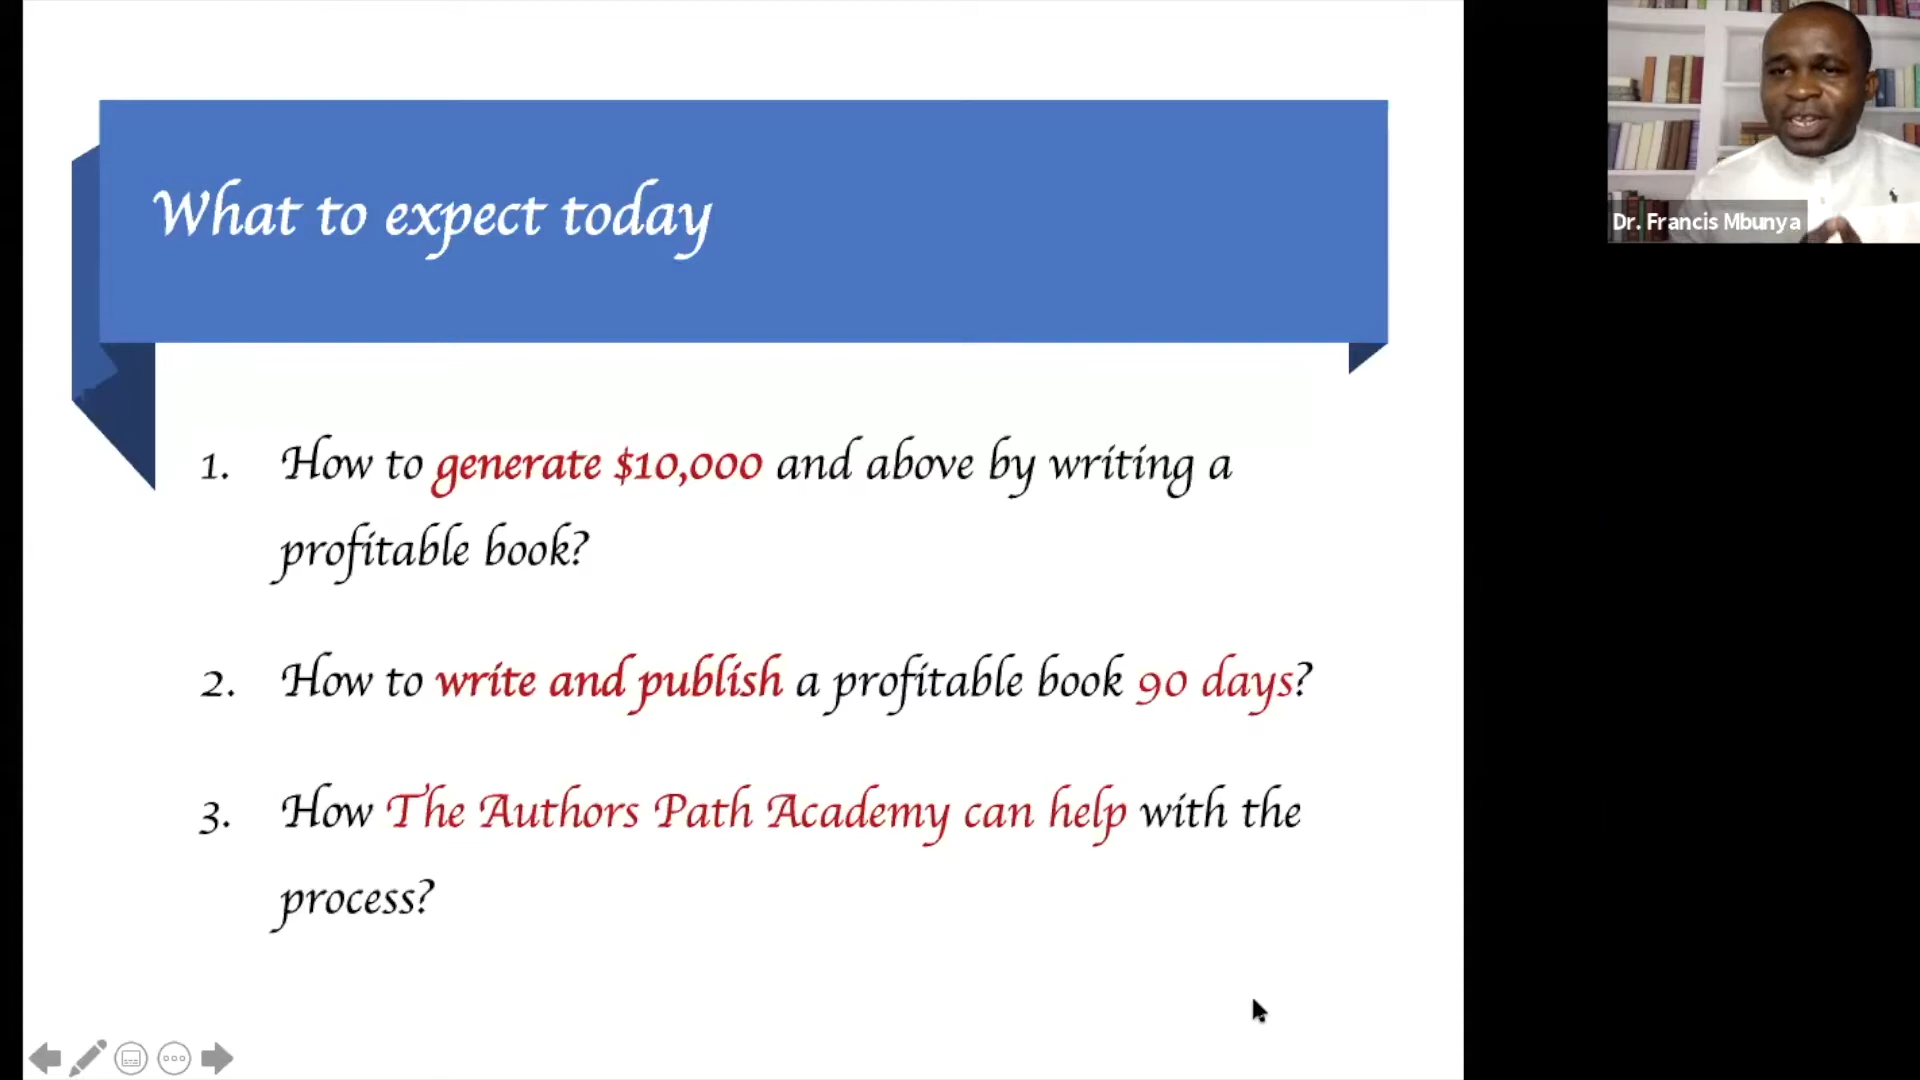 What to expect today
1. How to generate $10,000 and above by writing a
profitable book?
2. How to write and publish a profitable book 90 days?
3. How The Authors Path Academy can help with the
process?
Dr. Francis Mbunya